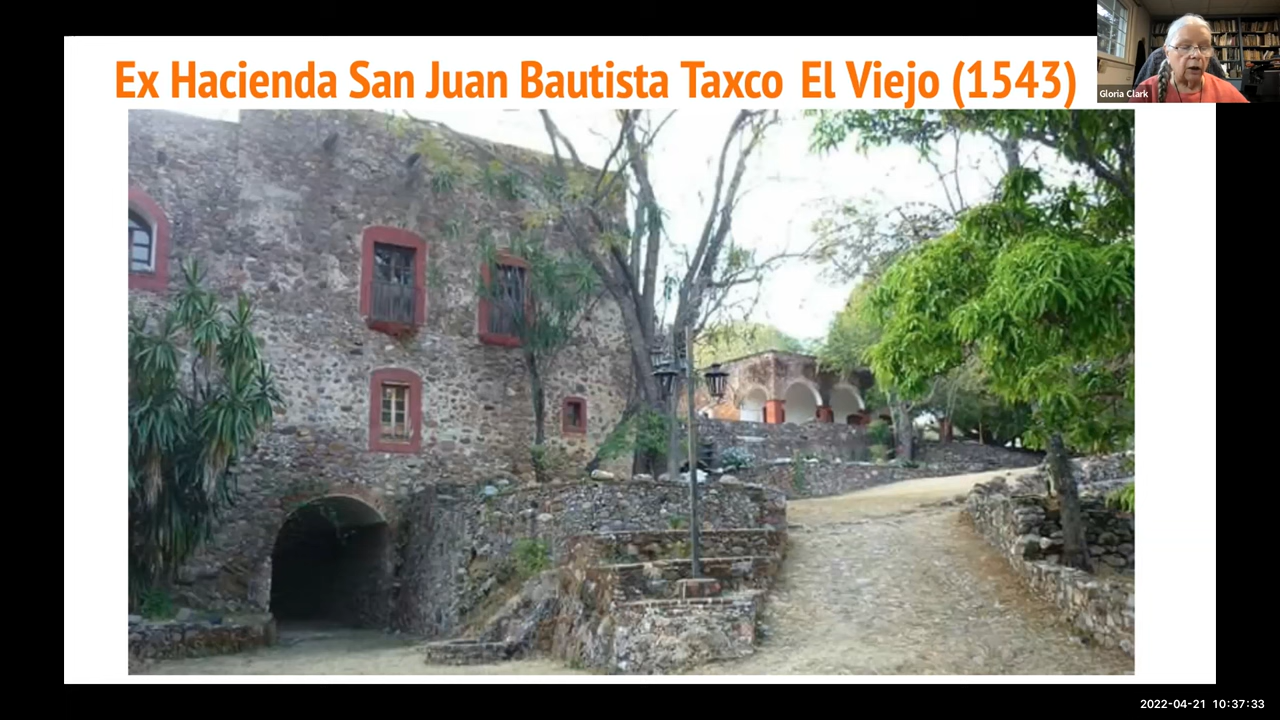 Ex Hacienda San Juan Bautista Taxco El Viejo (1543)
Gloria Clark
2022-04-21 10:37:33